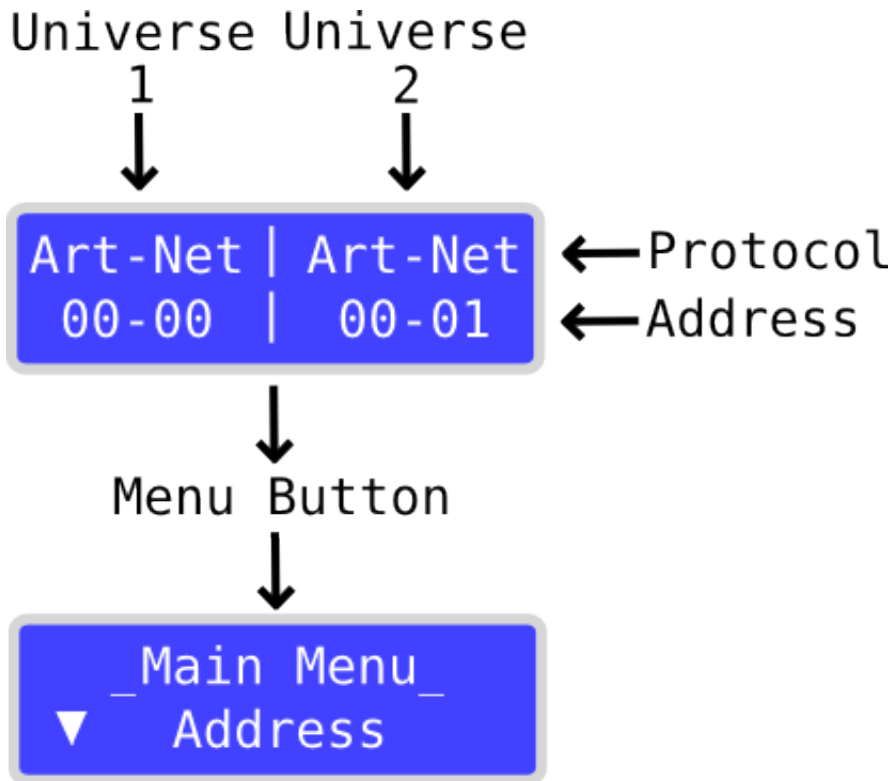 Universe Universe
1 2
Art-Net | Art-Net ←Protocol
00-00 | 00-01 ←Address
Menu Button
_Main Menu_
▼ Address